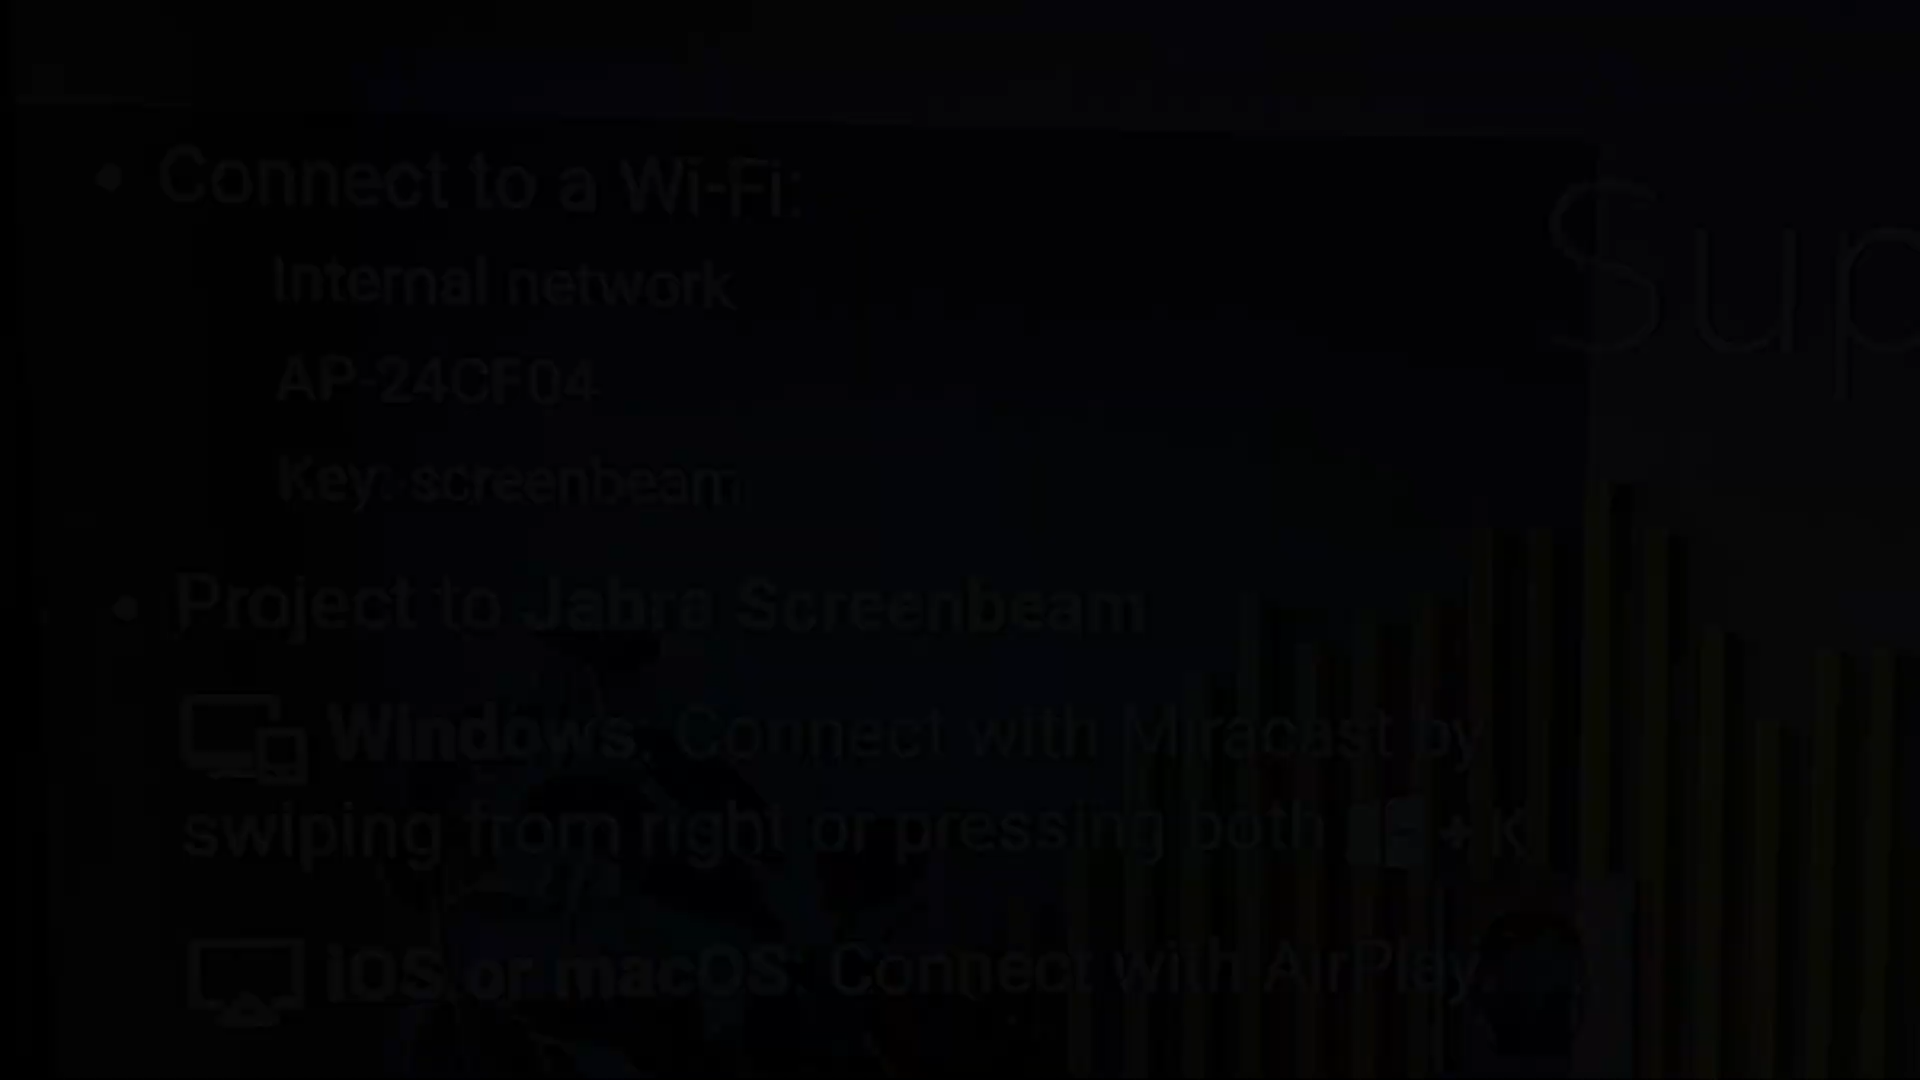 • Connect to a Wi-Fi:
Sup
Internal network
AP-24CF04
Key: screenbeam
• Project to Jabra Screenbeam
Windows: Connect with Miracast by
swiping from right or pressing both + K
iOS or macOS: Connect with AirPlay.